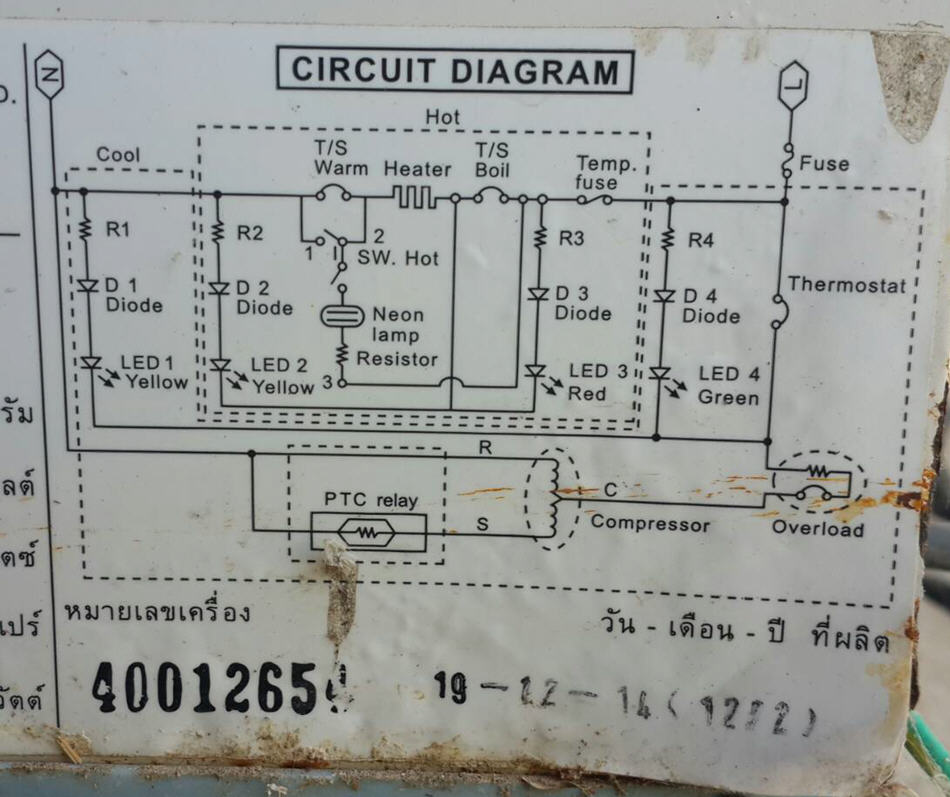 N
CIRCUIT DIAGRAM
L
Hot
Cool
T/S
Warm
Heater
T/S
Boil
Temp.
fuse
Fuse
R1
R2
1
2
SW. Hot
R3
R4
Thermostat
D 1
Diode
D 2
Diode
Neon
lamp
Resistor
3
D 3
Diode
D 4
Diode
LED 1
Yellow
LED 2
Yellow
LED 3
Red
LED 4
Green
R
PTC relay
S
C
Compressor
Overload
หมายเลขเครื่อง
วัน - เดือน - ปี ที่ผลิต